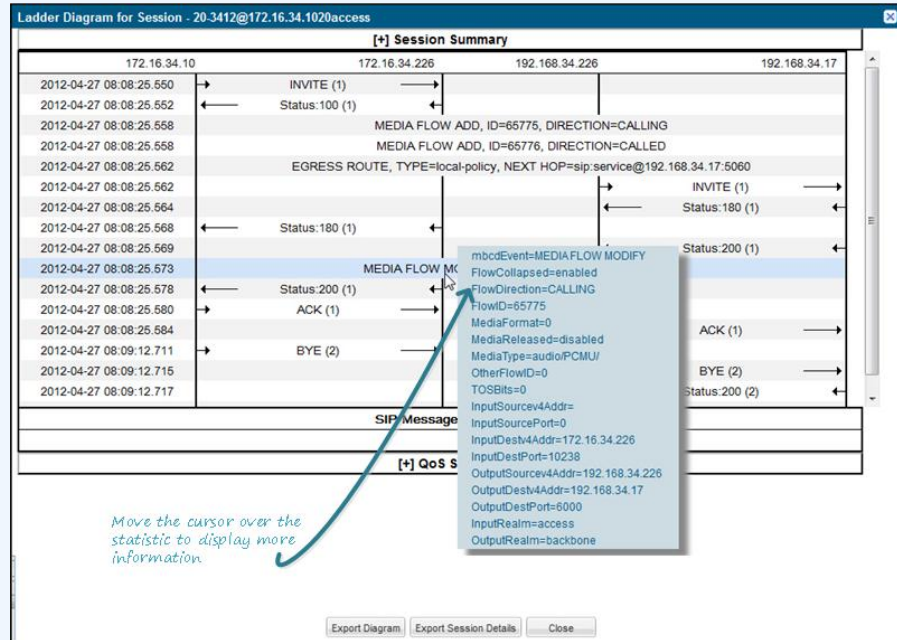 Ladder Diagram for Session - 20-3412@172.16.34.1020access
[+] Session Summary
172.16.34.10 172.16.34.226 192.168.34.226 192.168.34.17
2012-04-27 08:08:25.550 INVITE (1)
2012-04-27 08:08:25.552 Status:100 (1)
2012-04-27 08:08:25.558 MEDIA FLOW ADD, ID=65775, DIRECTION=CALLING
2012-04-27 08:08:25.558 MEDIA FLOW ADD, ID=65776, DIRECTION=CALLED
2012-04-27 08:08:25.562 EGRESS ROUTE, TYPE=local-policy, NEXT HOP=sip:service@192.168.34.17:5060
2012-04-27 08:08:25.562 INVITE (1)
2012-04-27 08:08:25.564 Status:180 (1)
2012-04-27 08:08:25.568 Status:180 (1)
2012-04-27 08:08:25.569 Status:200 (1)
2012-04-27 08:08:25.573 MEDIA FLOW MO
2012-04-27 08:08:25.578 Status:200 (1)
2012-04-27 08:08:25.580 ACK (1)
2012-04-27 08:08:25.584 ACK (1)
2012-04-27 08:09:12.711 BYE (2)
2012-04-27 08:09:12.715 BYE (2)
2012-04-27 08:09:12.717 Status:200 (2)
mbcdEvent=MEDIA FLOW MODIFY
FlowCollapsed=enabled
FlowDirection=CALLING
FlowID=65775
MediaFormat=0
MediaReleased=disabled
MediaType=audio/PCMU/
OtherFlowID=0
TOSBits=0
InputSourcev4Addr=
InputSourcePort=0
InputDestv4Addr=172.16.34.226
InputDestPort=10238
OutputSourcev4Addr=192.168.34.226
OutputDestv4Addr=192.168.34.17
OutputDestPort=6000
InputRealm=access
OutputRealm=backbone
SIP Message
[+] QoS S
Move the cursor over the
statistic to display more
information
Export Diagram Export Session Details Close